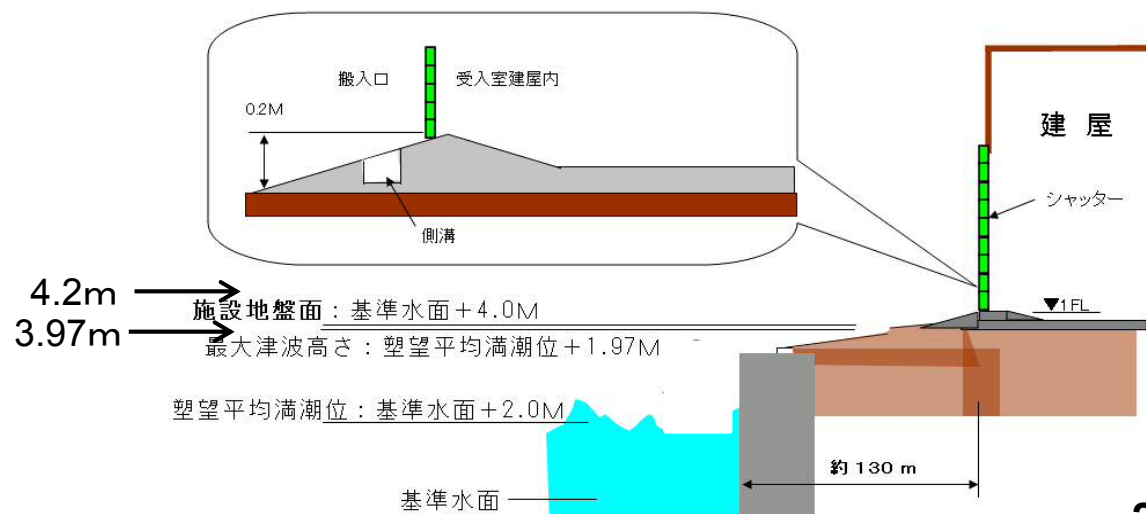 搬入口
受入室建屋内
0.2M
側溝
建 屋
シャッター
▼1FL
4.2m
施設地盤面：基準水面＋4.0M
3.97m
最大津波高さ：塑望平均満潮位＋1.97M
塑望平均満潮位：基準水面＋2.0M
約130 m
基準水面